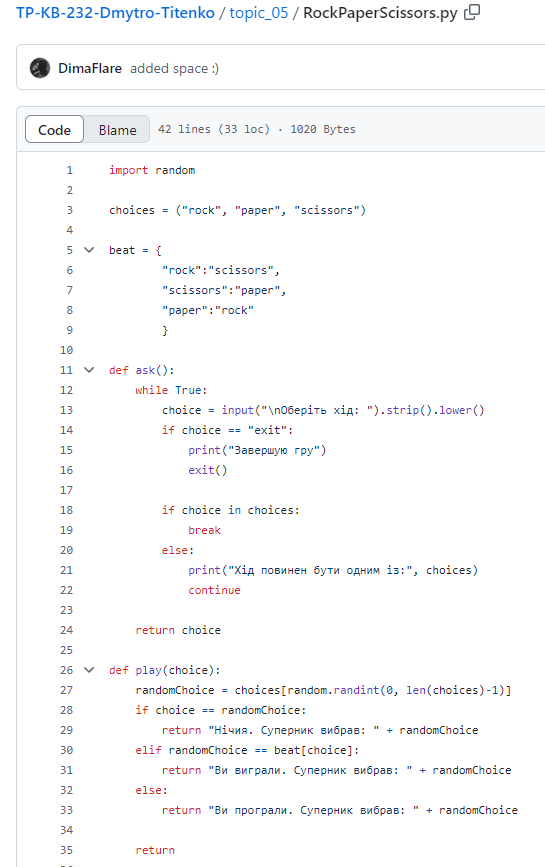 TP-KB-232-Dmytro-Titenko / topic_05 / RockPaperScissors.py
DimaFlare added space :)
Code Blame 42 lines (33 loc) · 1020 Bytes
1 import random
2
3 choices = ("rock", "paper", "scissors")
4
5 beat = {
6         "rock":"scissors",
7         "scissors":"paper",
8         "paper":"rock"
9         }
10
11 def ask():
12     while True:
13         choice = input("\nОберіть хід: ").strip().lower()
14         if choice == "exit":
15             print("Завершую гру")
16             exit()
17
18         if choice in choices:
19             break
20         else:
21             print("Хід повинен бути одним із:", choices)
22             continue
23
24     return choice
25
26 def play(choice):
27     randomChoice = choices[random.randint(0, len(choices)-1)]
28     if choice == randomChoice:
29         return "Нічия. Суперник вибрав: " + randomChoice
30     elif randomChoice == beat[choice]:
31         return "Ви виграли. Суперник вибрав: " + randomChoice
32     else:
33         return "Ви програли. Суперник вибрав: " + randomChoice
34
35     return